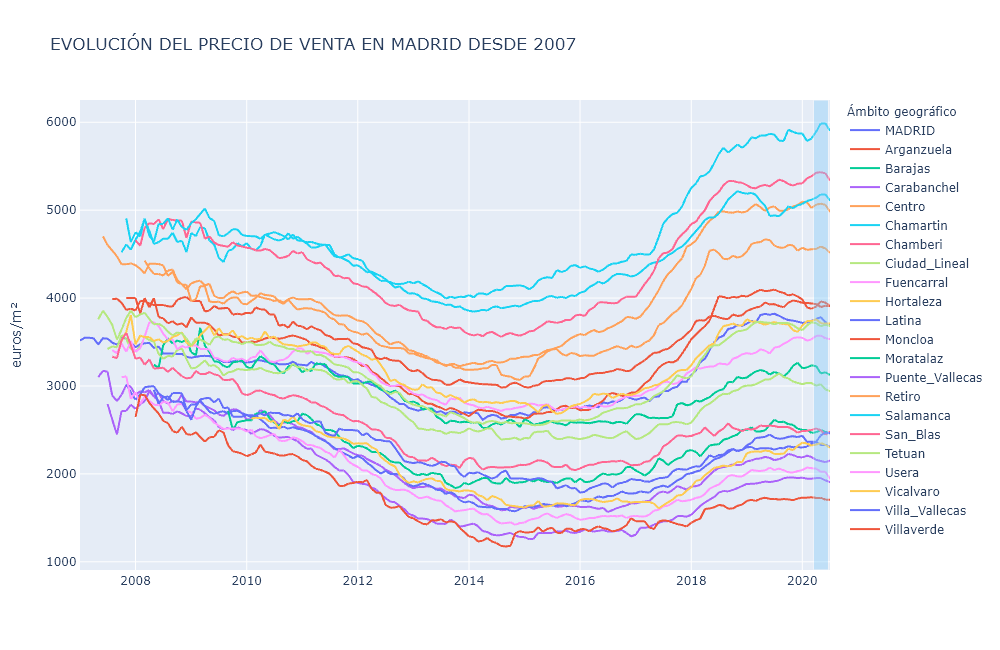 EVOLUCIÓN DEL PRECIO DE VENTA EN MADRID DESDE 2007
euros/m²
6000
5000
4000
3000
2000
1000
2008
2010
2012
2014
2016
2018
2020
Ámbito geográfico
MADRID
Arganzuela
Barajas
Carabanchel
Centro
Chamartin
Chamberi
Ciudad_Lineal
Fuencarral
Hortaleza
Latina
Moncloa
Moratalaz
Puente_Vallecas
Retiro
Salamanca
San_Blas
Tetuan
Usera
Vicalvaro
Villa_Vallecas
Villaverde